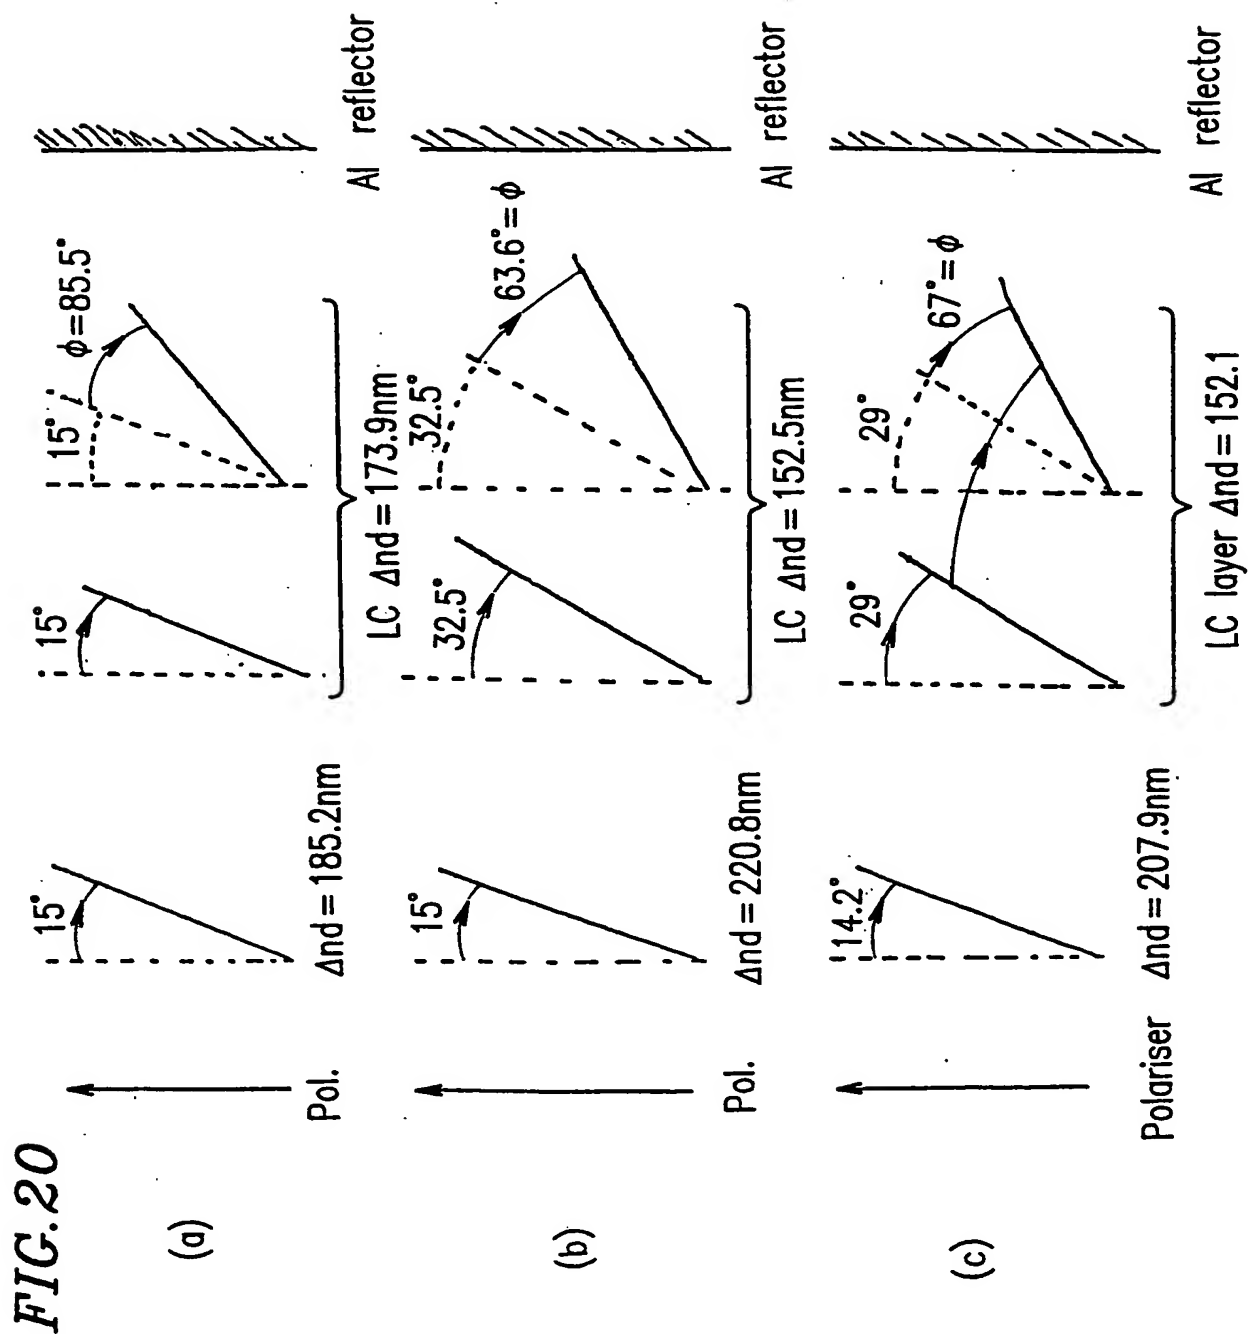 FIG.20
(a)
Pol.
15°
Δnd=185.2nm
15°
15°
ϕ=85.5°
LC Δnd=173.9nm
Al reflector
(b)
Pol.
15°
Δnd=220.8nm
32.5°
32.5°
63.6°=ϕ
LC Δnd=152.5nm
Al reflector
(c)
Polariser
14.2°
Δnd=207.9nm
29°
29°
67°=ϕ
LC layer Δnd=152.1
Al reflector